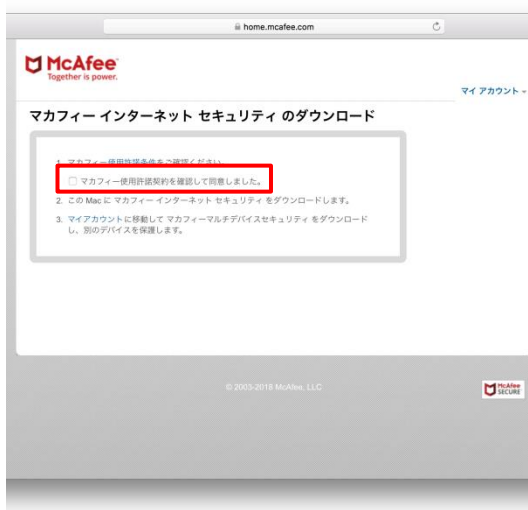 home.mcafee.com
McAfee
Together is power.
マイ アカウント
マカフィー インターネット セキュリティ のダウンロード
1. マカフィー使用許諾条件をご確認ください。
マカフィー使用許諾契約を確認して同意しました。
2. この Mac に マカフィー インターネット セキュリティ をダウンロードします。
3. マイアカウントに移動して マカフィーマルチデバイスセキュリティ をダウンロード
し、別のデバイスを保護します。
© 2003-2018 McAfee, LLC
McAfee
SECURE